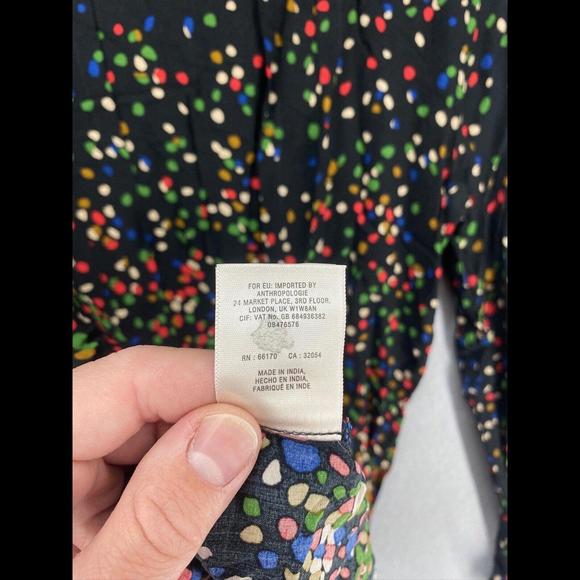 FOR EU: IMPORTED BY
ANTHROPOLOGIE
24 MARKET PLACE, 3RD FLOOR,
LONDON, UK W1W8AN
CIF: VAT No. GB 684936382
OB476576
RN : 66170 CA : 32054
MADE IN INDIA,
HECHO EN INDIA,
FABRIQUÉ EN INDE